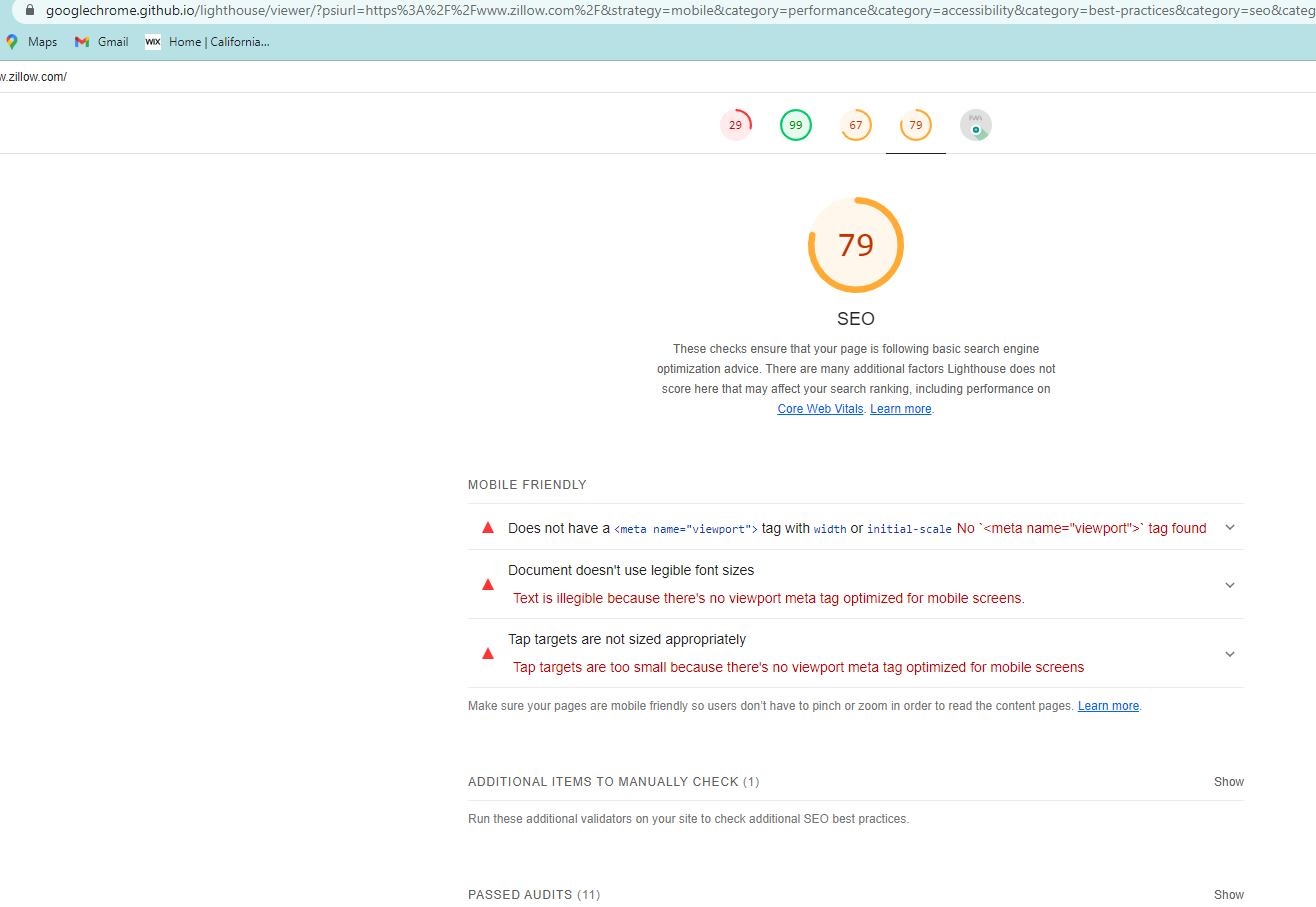 googlechrome.github.io/lighthouse/viewer/?psiurl=https%3A%2F%2Fwww.zillow.com%2F&strategy=mobile&category=performance&category=accessibility&category=best-practices&category=seo&categ
Maps Gmail WIX Home | California...
w.zillow.com/
29 99 67 79 PWA
79
SEO
These checks ensure that your page is following basic search engine
optimization advice. There are many additional factors Lighthouse does not
score here that may affect your search ranking, including performance on
Core Web Vitals. Learn more.
MOBILE FRIENDLY
Does not have a <meta name="viewport"> tag with width or initial-scale No `<meta name="viewport">` tag found
Document doesn't use legible font sizes
Text is illegible because there's no viewport meta tag optimized for mobile screens.
Tap targets are not sized appropriately
Tap targets are too small because there's no viewport meta tag optimized for mobile screens
Make sure your pages are mobile friendly so users don’t have to pinch or zoom in order to read the content pages. Learn more.
ADDITIONAL ITEMS TO MANUALLY CHECK (1) Show
Run these additional validators on your site to check additional SEO best practices.
PASSED AUDITS (11) Show